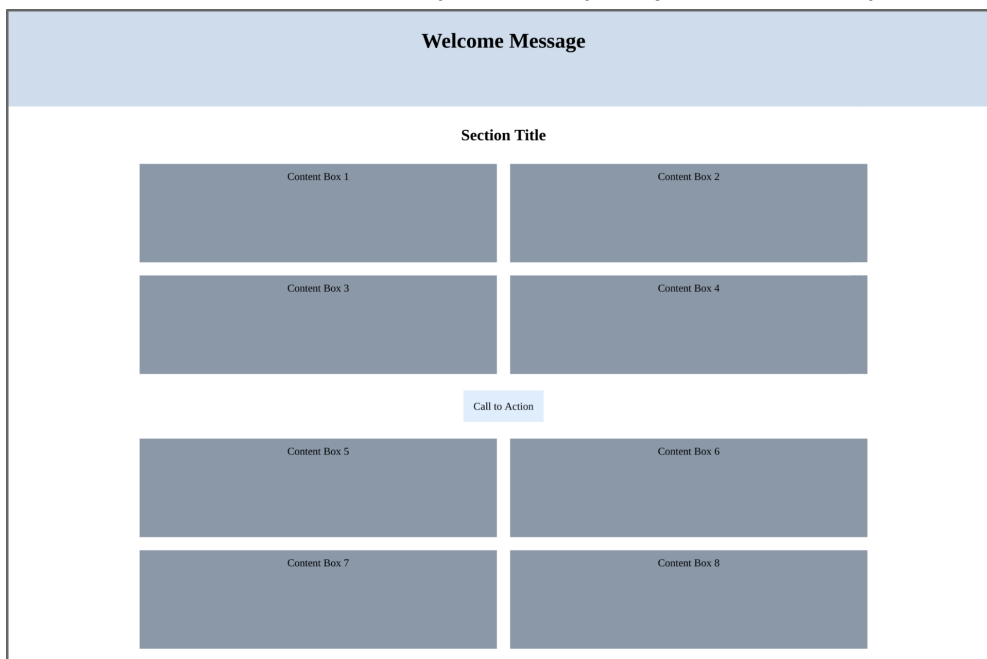 Welcome Message
Section Title
Content Box 1
Content Box 2
Content Box 3
Content Box 4
Call to Action
Content Box 5
Content Box 6
Content Box 7
Content Box 8